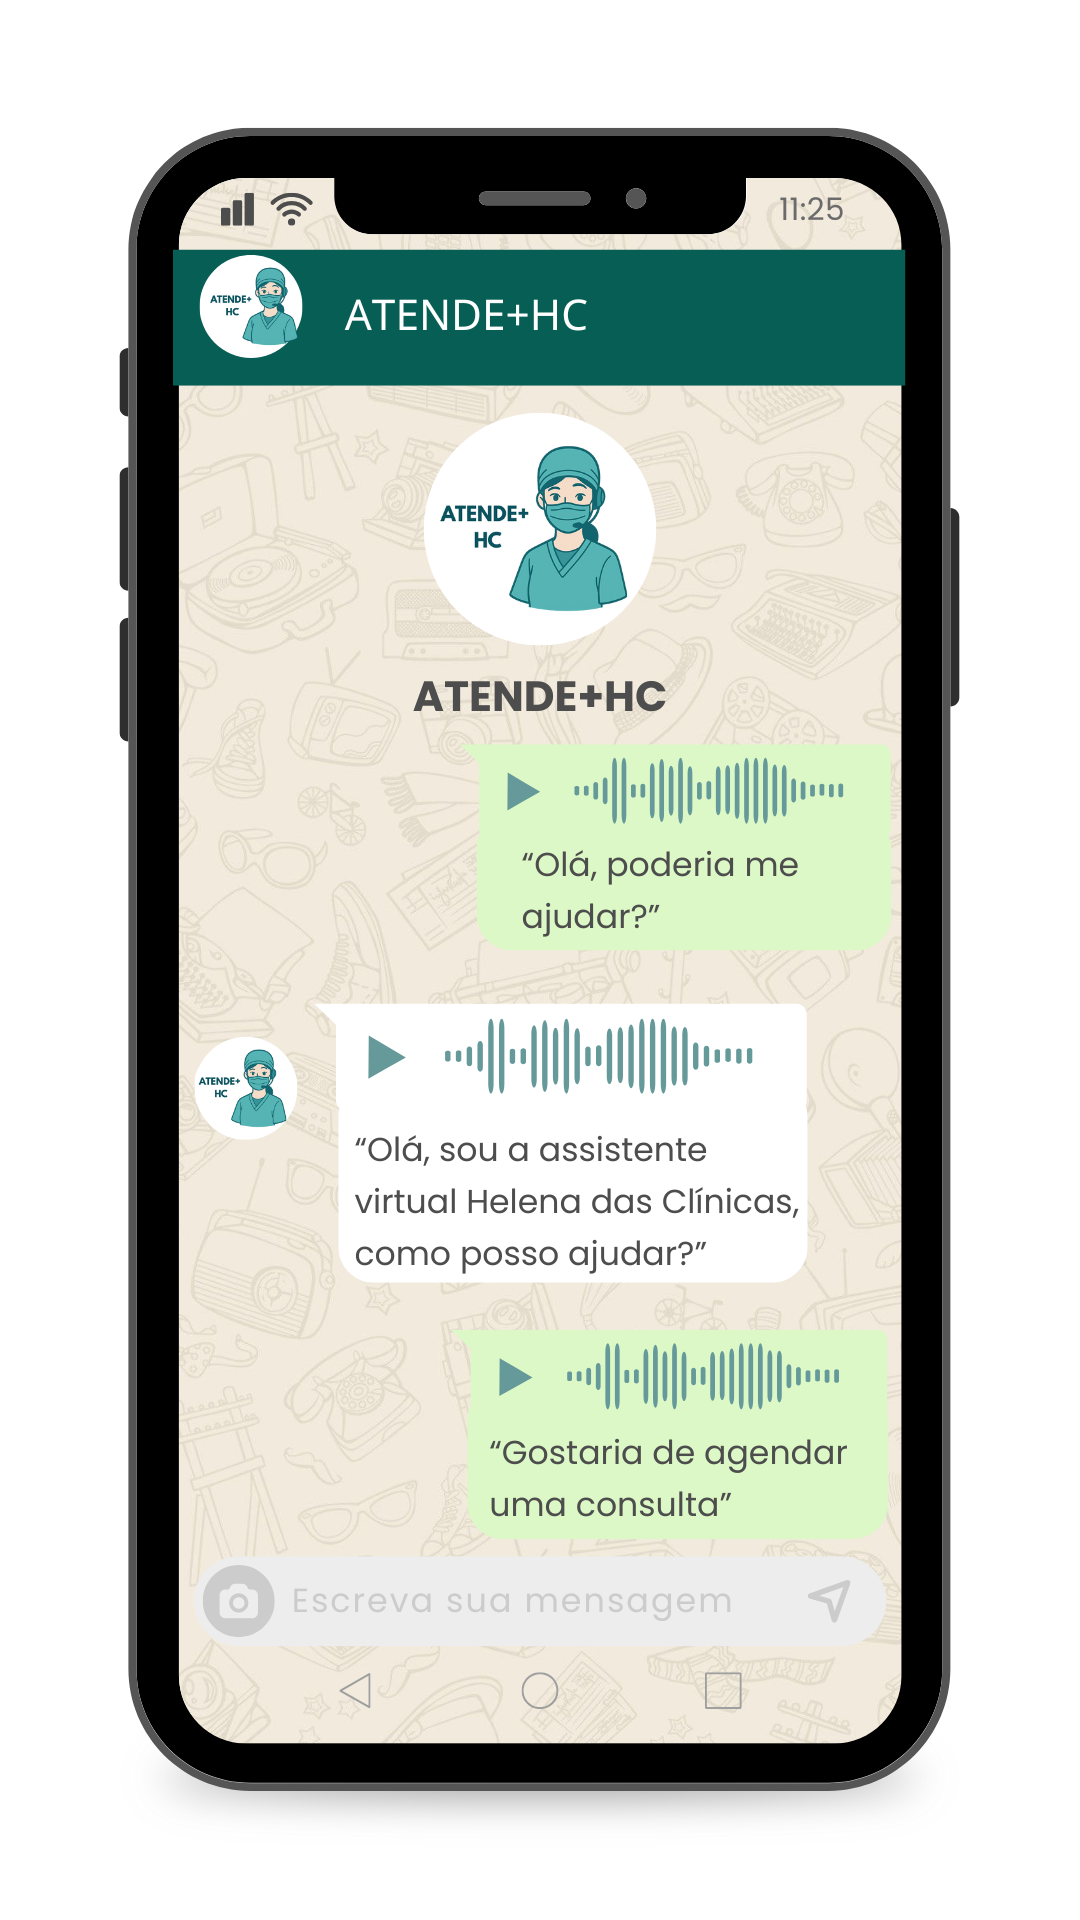 11:25
ATENDE+
HC
ATENDE+HC
ATENDE+
HC
ATENDE+HC
“Olá, poderia me
ajudar?”
ATENDE+
HC
“Olá, sou a assistente
virtual Helena das Clínicas,
como posso ajudar?”
“Gostaria de agendar
uma consulta”
Escreva sua mensagem